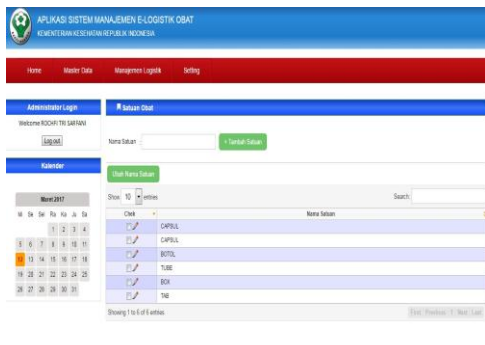 APLIKASI SISTEM MANAJEMEN E-LOGISTIK OBAT
KEMENTERIAN KESEHATAN REPUBLIK INDONESIA
Home Master Data Manajemen Logistik Setting
Administrator Login
Welcome ROCHFI TRI SARFANI
Log out
Kalender
Maret 2017
M Se Sel Ra Ka Ju Sa
1 2 3 4
5 6 7 8 9 10 11
12 13 14 15 16 17 18
19 20 21 22 23 24 25
26 27 28 29 30 31
Satuan Obat
Nama Satuan : + Tambah Satuan
Ubah Nama Satuan
Show 10 entries Search:
Chek Nama Satuan
CAPSUL
CAPSUL
BOTOL
TUBE
BOX
TAB
Showing 1 to 6 of 6 entries First Previous 1 Next Last